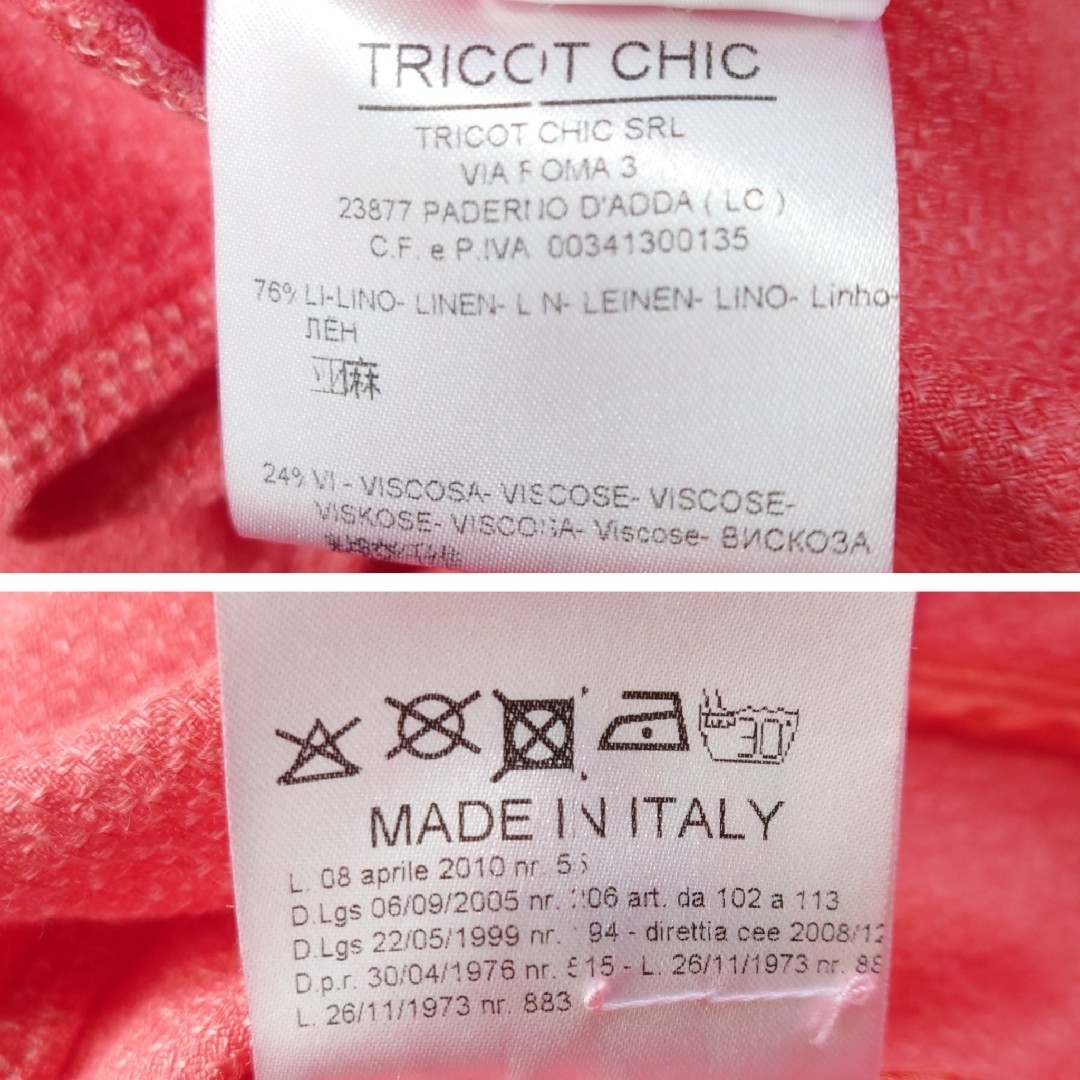 TRICOT CHIC
TRICOT CHIC SRL
VIA ROMA 3
23877 PADERNO D'ADDA ( LC )
C.F. e P.IVA 00341300135
76% LI-LINO- LINEN- LIN- LEINEN- LINO- Linho-
ЛЁН
亚麻
24% VI - VISCOSA- VISCOSE- VISCOSE-
VISKOSE- VISCOSA- Viscose- ВИСКОЗА
30
MADE IN ITALY
L. 08 aprile 2010 nr. 55
D.Lgs 06/09/2005 nr. 206 art. da 102 a 113
D.Lgs 22/05/1999 nr. 194 - direttia cee 2008/12
D.p.r. 30/04/1976 nr. 515 - L. 26/11/1973 nr.
L. 26/11/1973 nr. 883